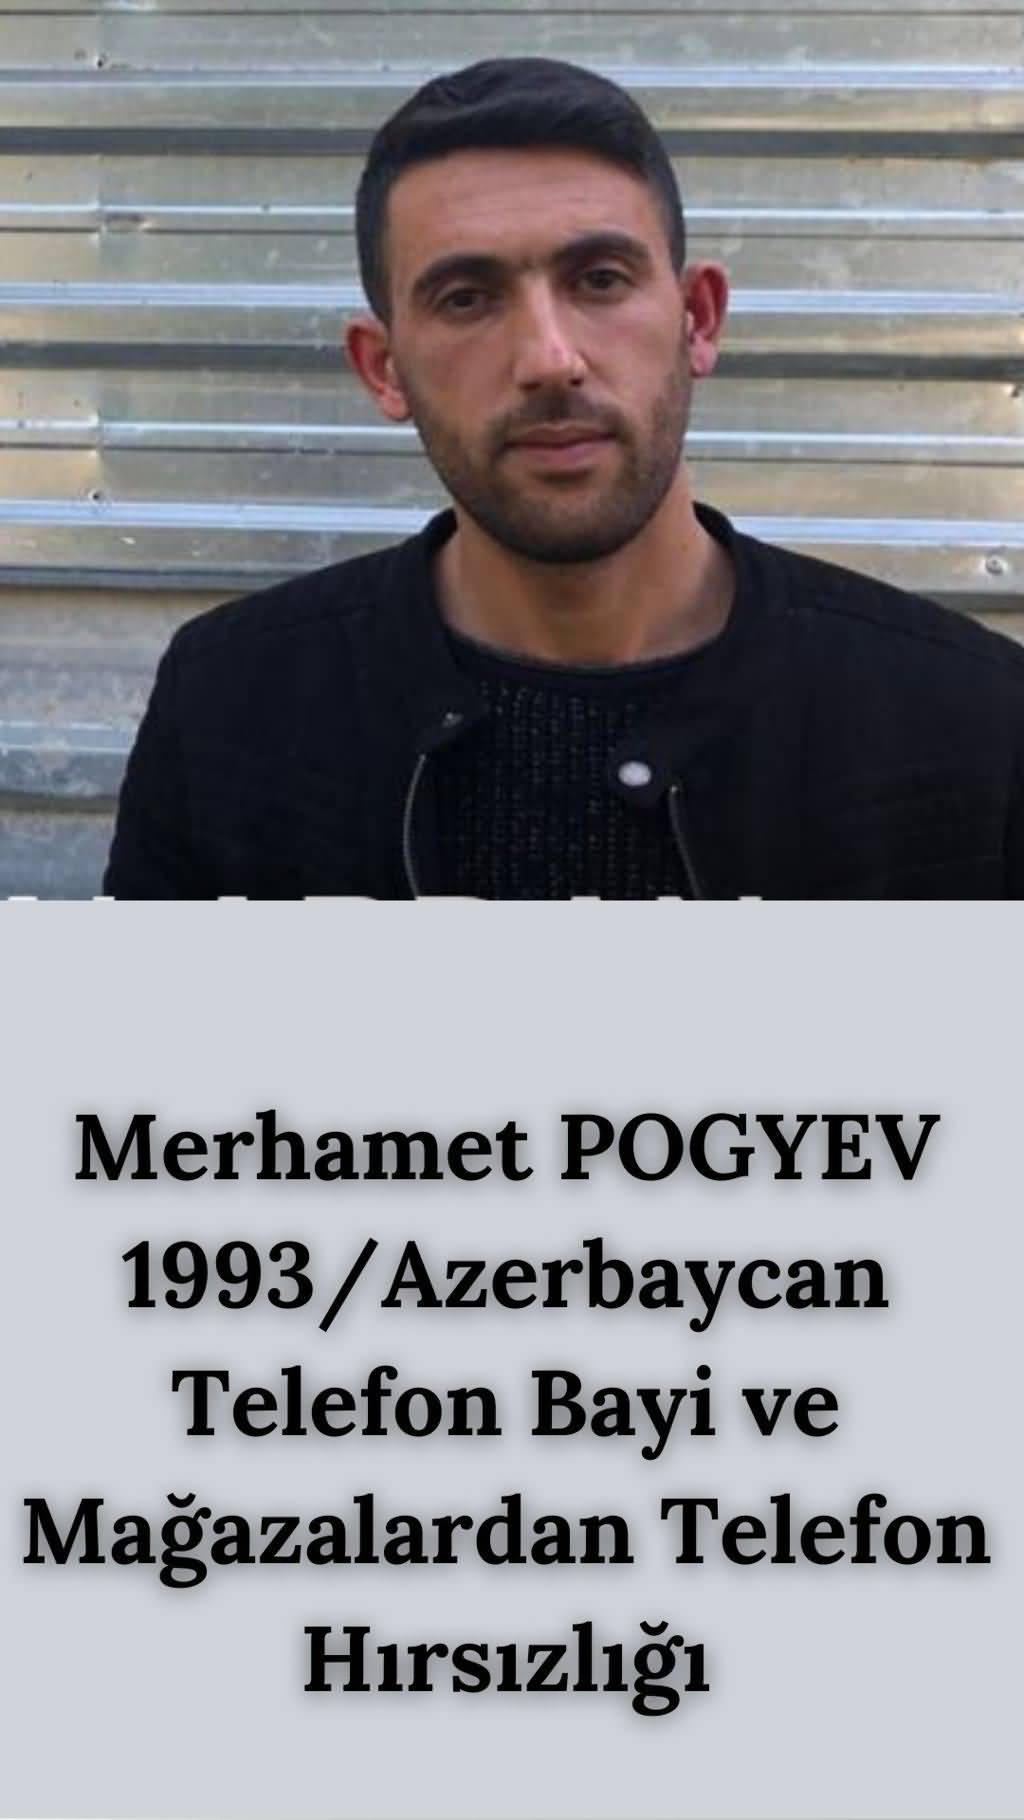 Merhamet POGYEV
1993/Azerbaycan
Telefon Bayi ve
Mağazalardan Telefon
Hırsızlığı